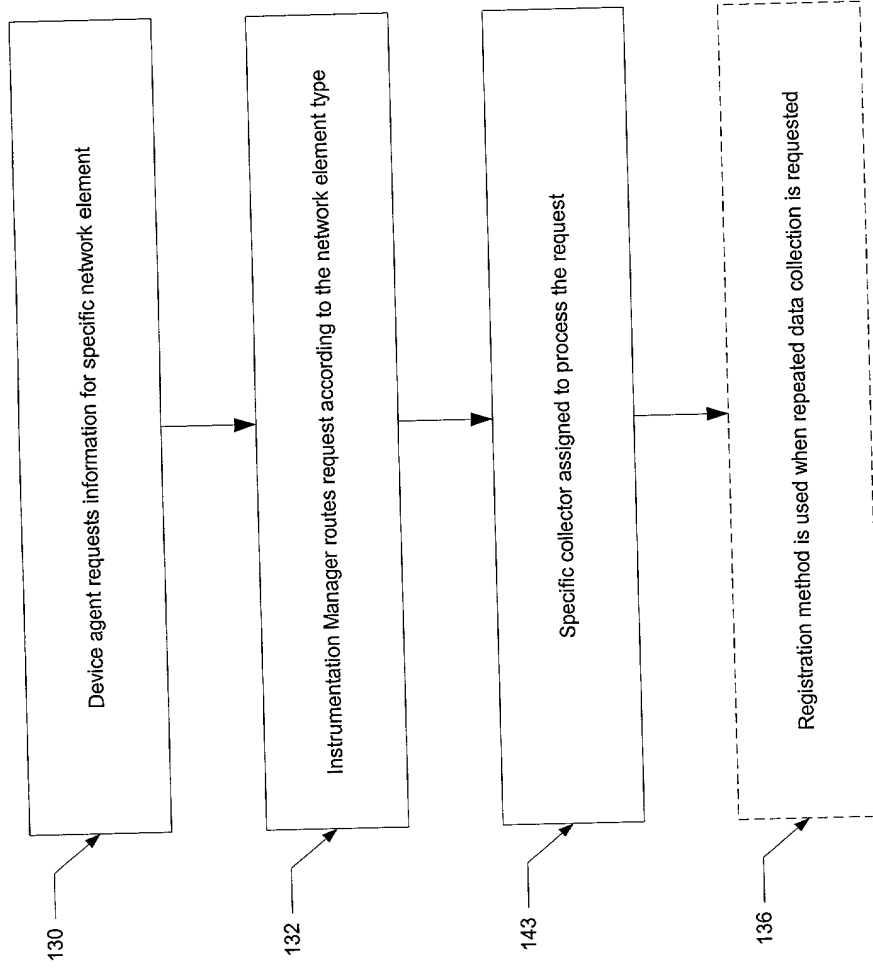 Device agent requests information for specific network element
130
Instrumentation Manager routes request according to the network element type
132
Specific collector assigned to process the request
143
Registration method is used when repeated data collection is requested
136